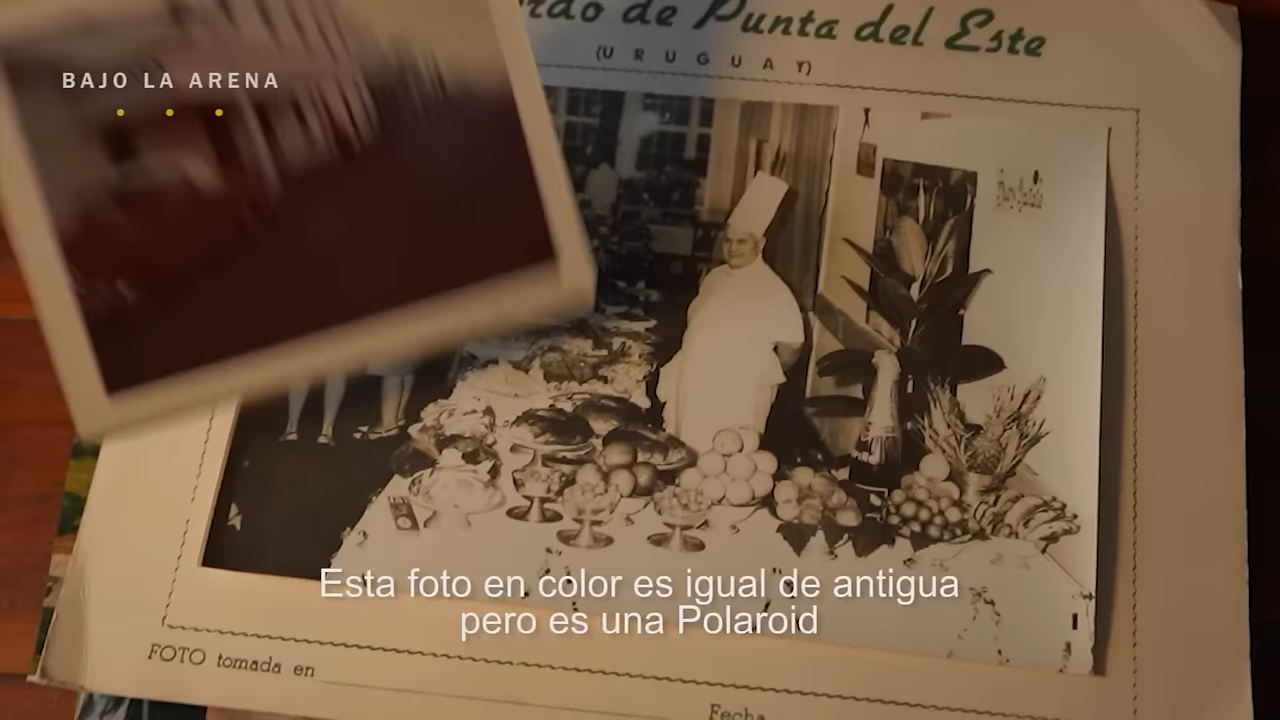 de Punta del Este
(URUGUAY)
BAJO LA ARENA
Esta foto en color es igual de antigua
pero es una Polaroid
FOTO tomada en
Fecha